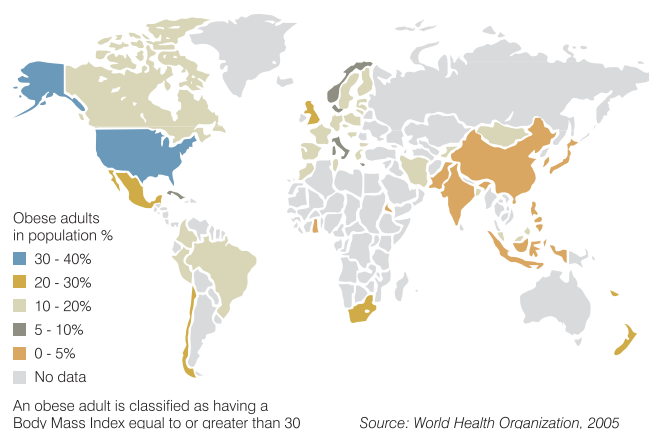 Obese adults
in population %
30 - 40%
20 - 30%
10 - 20%
5 - 10%
0 - 5%
No data
An obese adult is classified as having a
Body Mass Index equal to or greater than 30
Source: World Health Organization, 2005